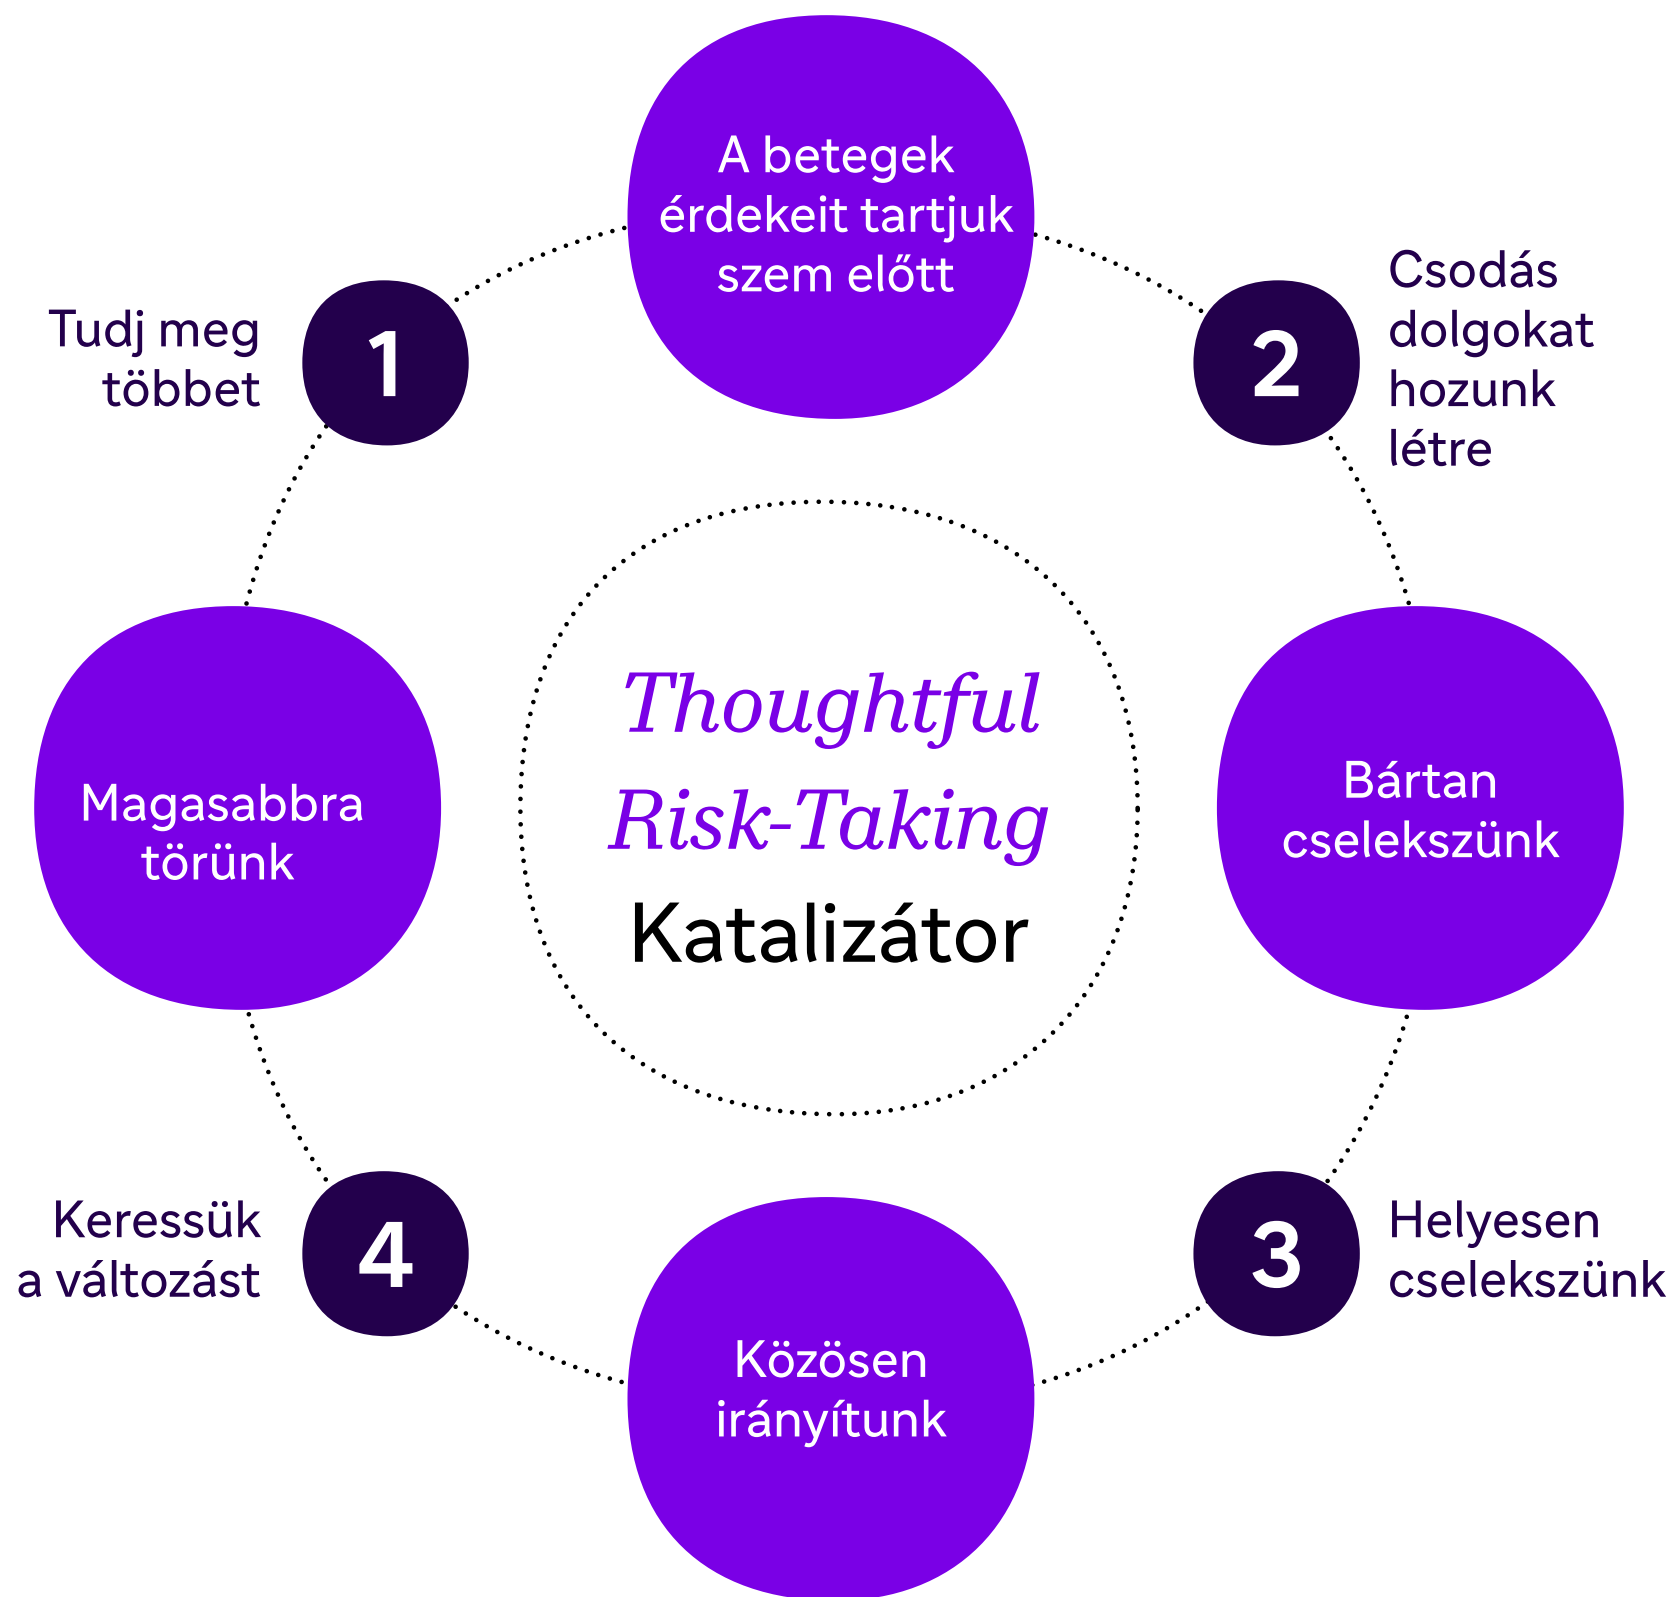 A betegek
érdekeit tartjuk
szem előtt
Tudj meg
többet
1
2
Csodás
dolgokat
hozunk
létre
Magasabbra
törünk
Thoughtful
Risk-Taking
Katalizátor
Bártan
cselekszünk
Keressük
a változást
4
3
Helyesen
cselekszünk
Közösen
irányítunk